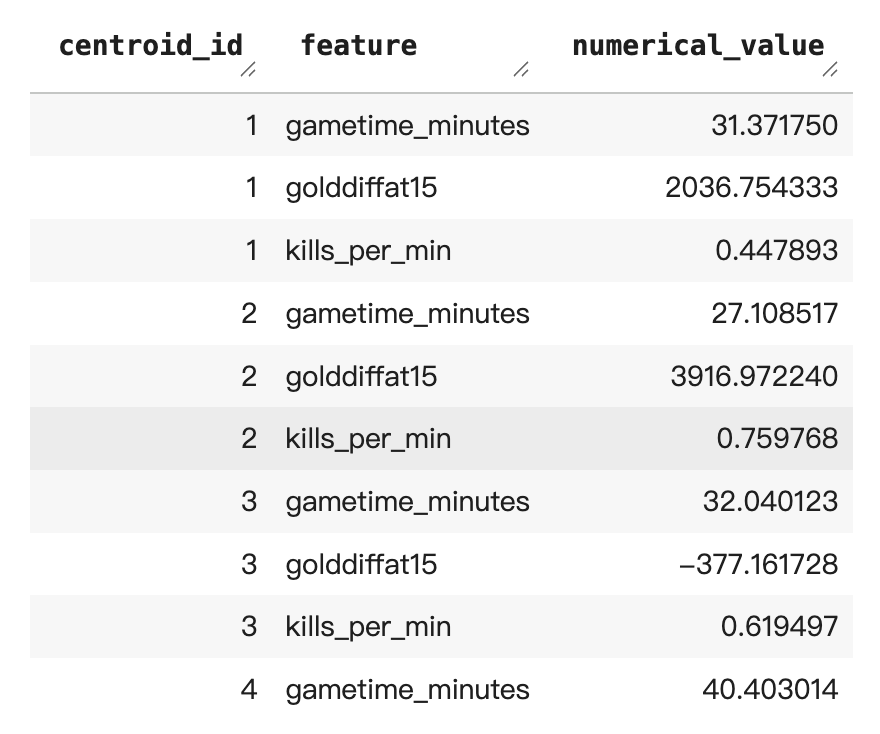 centroid_id feature numerical_value
1 gametime_minutes 31.371750
1 golddiffat15 2036.754333
1 kills_per_min 0.447893
2 gametime_minutes 27.108517
2 golddiffat15 3916.972240
2 kills_per_min 0.759768
3 gametime_minutes 32.040123
3 golddiffat15 −377.161728
3 kills_per_min 0.619497
4 gametime_minutes 40.403014